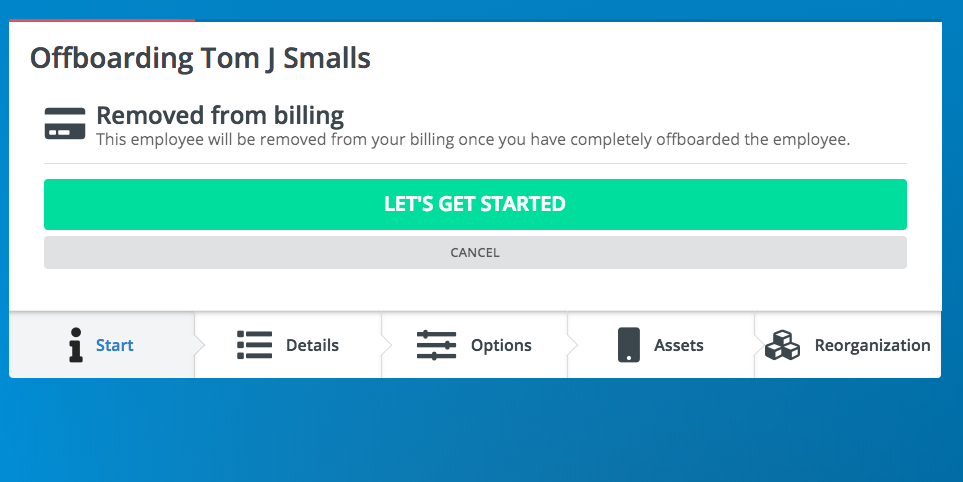 Offboarding Tom J Smalls
Removed from billing
This employee will be removed from your billing once you have completely offboarded the employee.
LET'S GET STARTED
CANCEL
Start
Details
Options
Assets
Reorganization